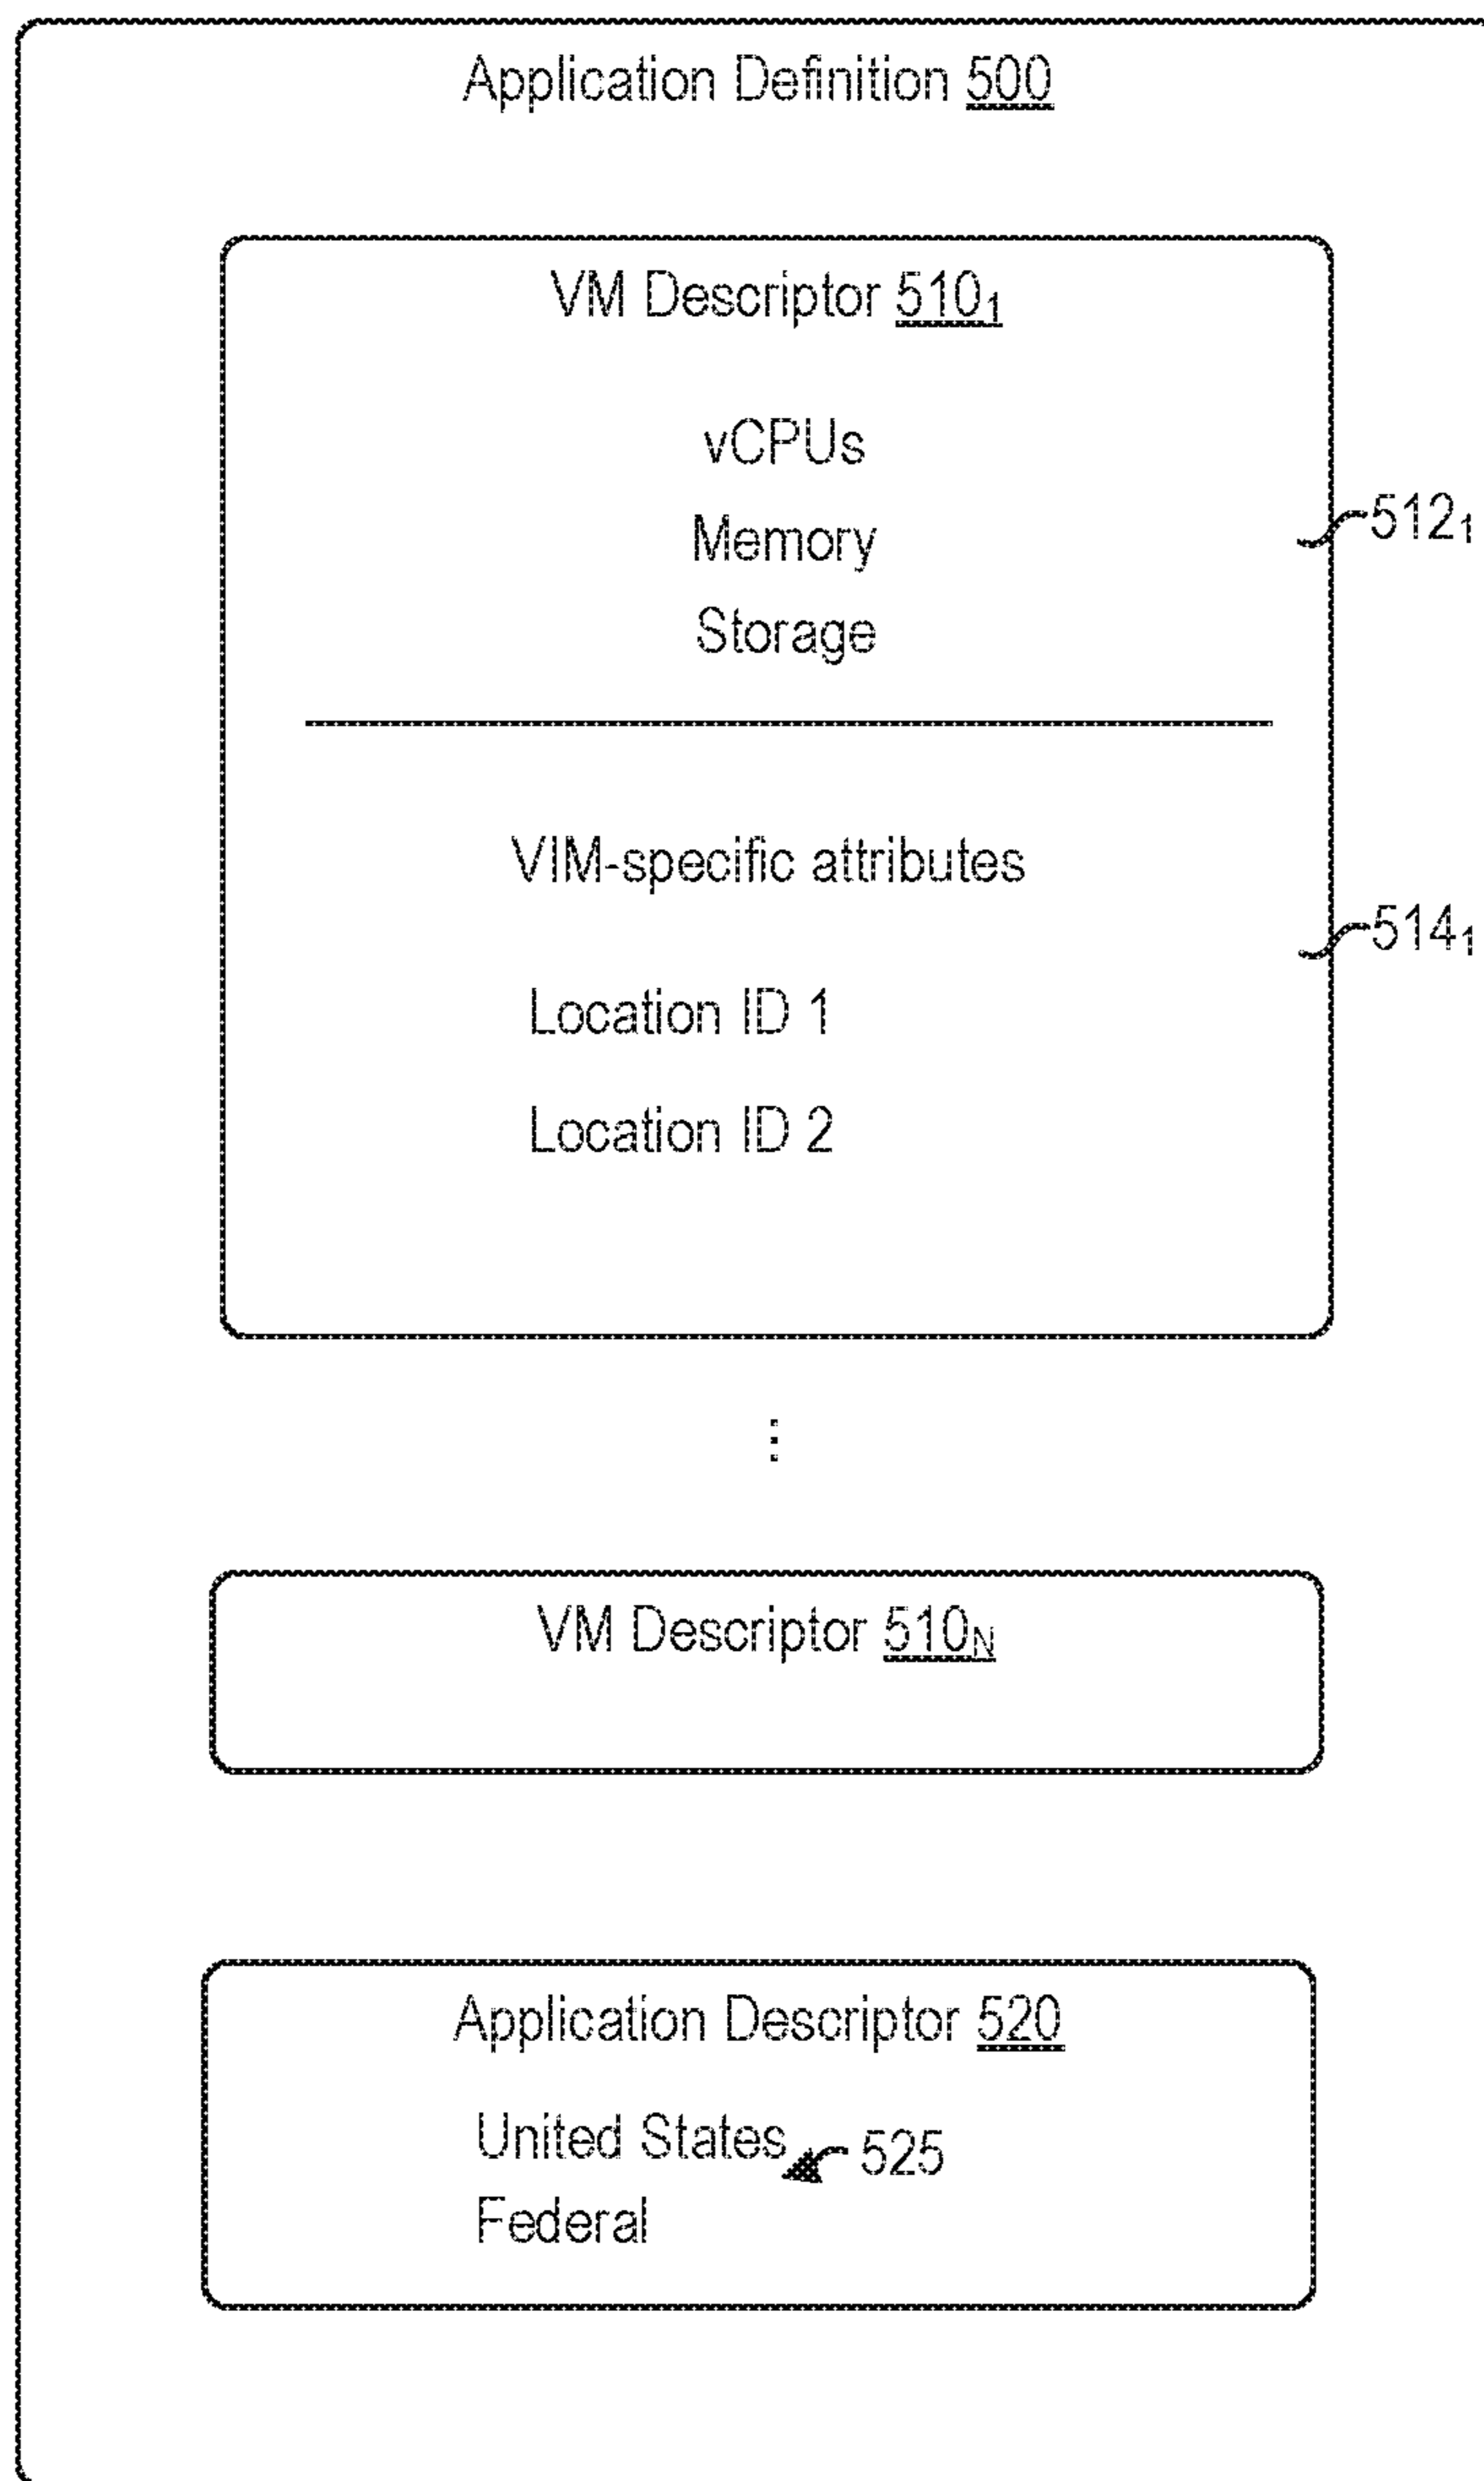 Application Definition 500
VM Descriptor 510₁
vCPUs
Memory
Storage
512₁
VIM-specific attributes
514₁
Location ID 1
Location ID 2
⋮
VM Descriptor 510_N
Application Descriptor 520
United States
525
Federal